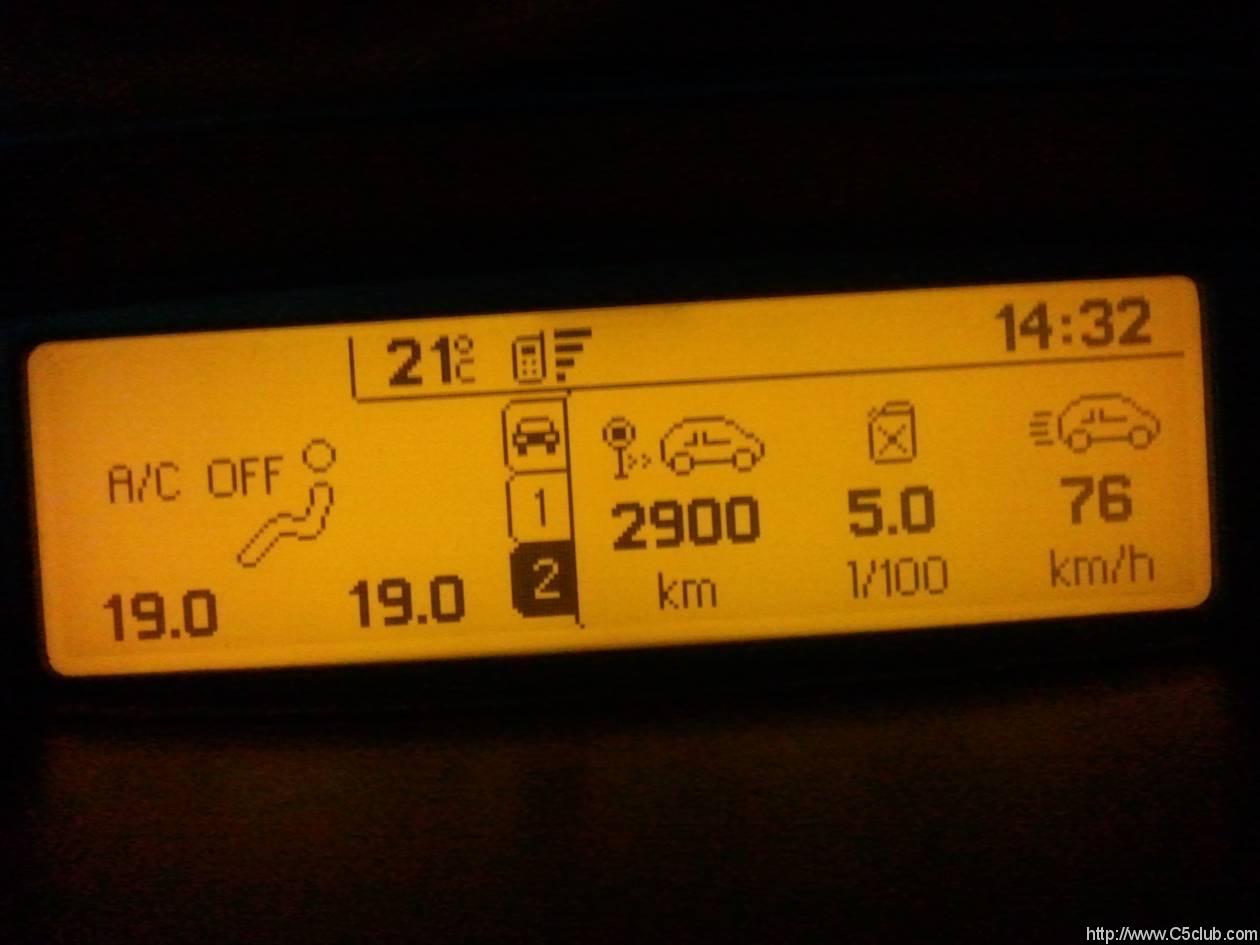 21°C 14:32
A/C OFF
19.0 19.0
1
2
2900 5.0 76
km l/100 km/h
http://www.C5club.com